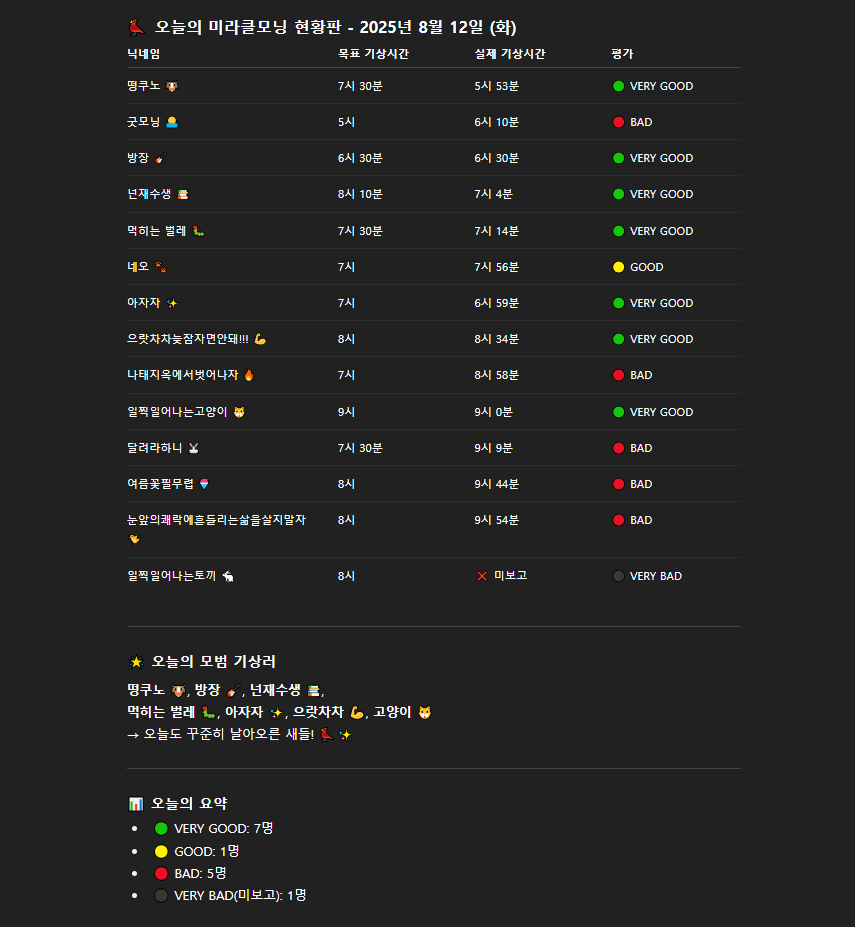 🐦‍🔥 오늘의 미라클모닝 현황판 - 2025년 8월 12일 (화)
닉네임 목표 기상시간 실제 기상시간 평가
띵쿠노 🐮 7시 30분 5시 53분 🟢 VERY GOOD
굿모닝 🌅 5시 6시 10분 🔴 BAD
방장 🎸 6시 30분 6시 30분 🟢 VERY GOOD
넌재수생 📚 8시 10분 7시 4분 🟢 VERY GOOD
먹히는 벌레 🐛 7시 30분 7시 14분 🟢 VERY GOOD
네오 🐾 7시 7시 56분 🟡 GOOD
아자자 ✨ 7시 6시 59분 🟢 VERY GOOD
으랏차차늦잠자면안돼!!! 💪 8시 8시 34분 🟢 VERY GOOD
나태지옥에서벗어나자 🔥 7시 8시 58분 🔴 BAD
일찍일어나는고양이 🐱 9시 9시 0분 🟢 VERY GOOD
달려라하니 🐰 7시 30분 9시 9분 🔴 BAD
여름꽃필무렵 🍧 8시 9시 44분 🔴 BAD
눈앞의쾌락에흔들리는삶을살지말자 8시 9시 54분 🔴 BAD
🐤
일찍일어나는토끼 🐇 8시 ❌ 미보고 ⚫ VERY BAD
🌟 오늘의 모범 기상러
띵쿠노 🐮, 방장 🎸, 넌재수생 📚,
먹히는 벌레 🐛, 아자자 ✨, 으랏차차 💪, 고양이 🐱
→ 오늘도 꾸준히 날아오른 새들! 🐦‍🔥 ✨
📊 오늘의 요약
• 🟢 VERY GOOD: 7명
• 🟡 GOOD: 1명
• 🔴 BAD: 5명
• ⚫ VERY BAD(미보고): 1명